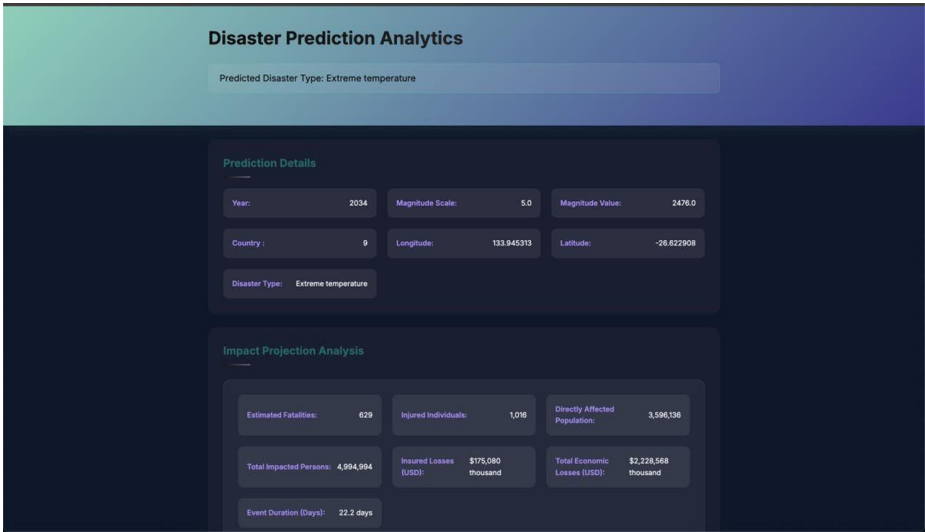 Disaster Prediction Analytics
Predicted Disaster Type: Extreme temperature
Prediction Details
Year: 2034
Magnitude Scale: 5.0
Magnitude Value: 2476.0
Country : 9
Longitude: 133.945313
Latitude: -26.622908
Disaster Type: Extreme temperature
Impact Projection Analysis
Estimated Fatalities: 629
Injured Individuals: 1,016
Directly Affected
Population: 3,596,136
Total Impacted Persons: 4,994,994
Insured Losses
(USD):
$175,080
thousand
Total Economic
Losses (USD):
$2,228,568
thousand
Event Duration (Days): 22.2 days